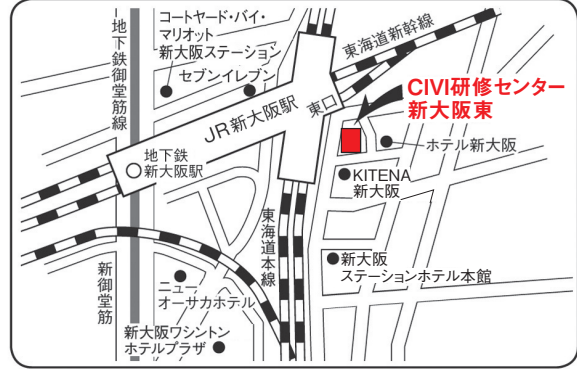 コートヤード・バイ・
マリオット
新大阪ステーション
セブンイレブン
地下鉄御堂筋線
東海道新幹線
CIVI研修センター
新大阪東
JR新大阪駅
東口
ホテル新大阪
地下鉄
新大阪駅
KITENA
新大阪
東海道本線
新御堂筋
新大阪
ステーションホテル本館
ニュー
オーサカホテル
新大阪ワシントン
ホテルプラザ